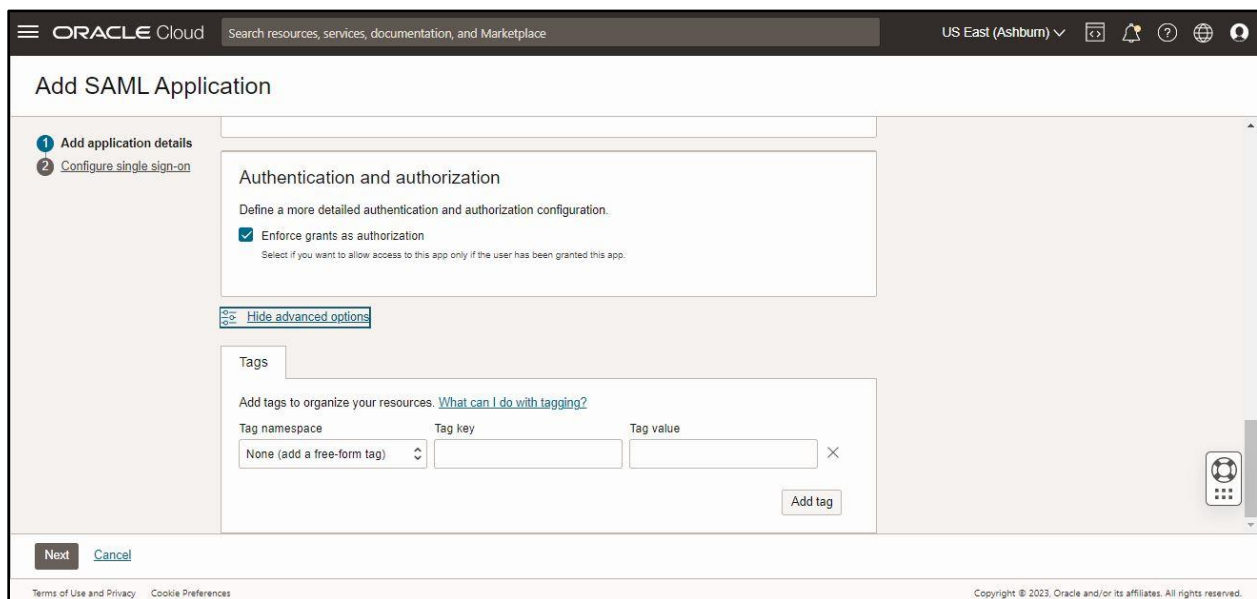 ORACLE Cloud
Search resources, services, documentation, and Marketplace
US East (Ashburn)
Add SAML Application
1 Add application details
2 Configure single sign-on
Authentication and authorization
Define a more detailed authentication and authorization configuration.
Enforce grants as authorization
Select if you want to allow access to this app only if the user has been granted this app.
Hide advanced options
Tags
Add tags to organize your resources. What can I do with tagging?
Tag namespace Tag key Tag value
None (add a free-form tag)
Add tag
Next Cancel
Terms of Use and Privacy Cookie Preferences Copyright © 2023, Oracle and/or its affiliates. All rights reserved.